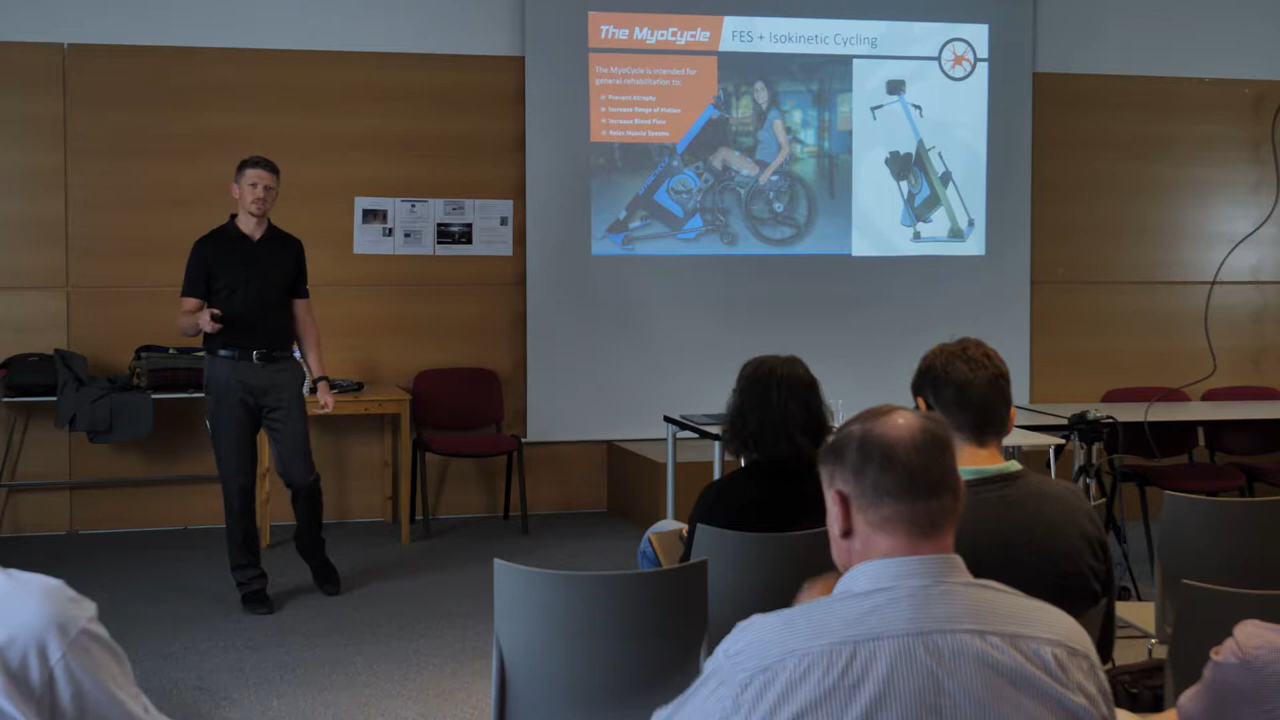 The MyoCycle
FES + Isokinetic Cycling
The MyoCycle is intended for
general rehabilitation to:
Prevent Atrophy
Increase Range of Motion
Increase Blood Flow
Relax Muscle Spasms